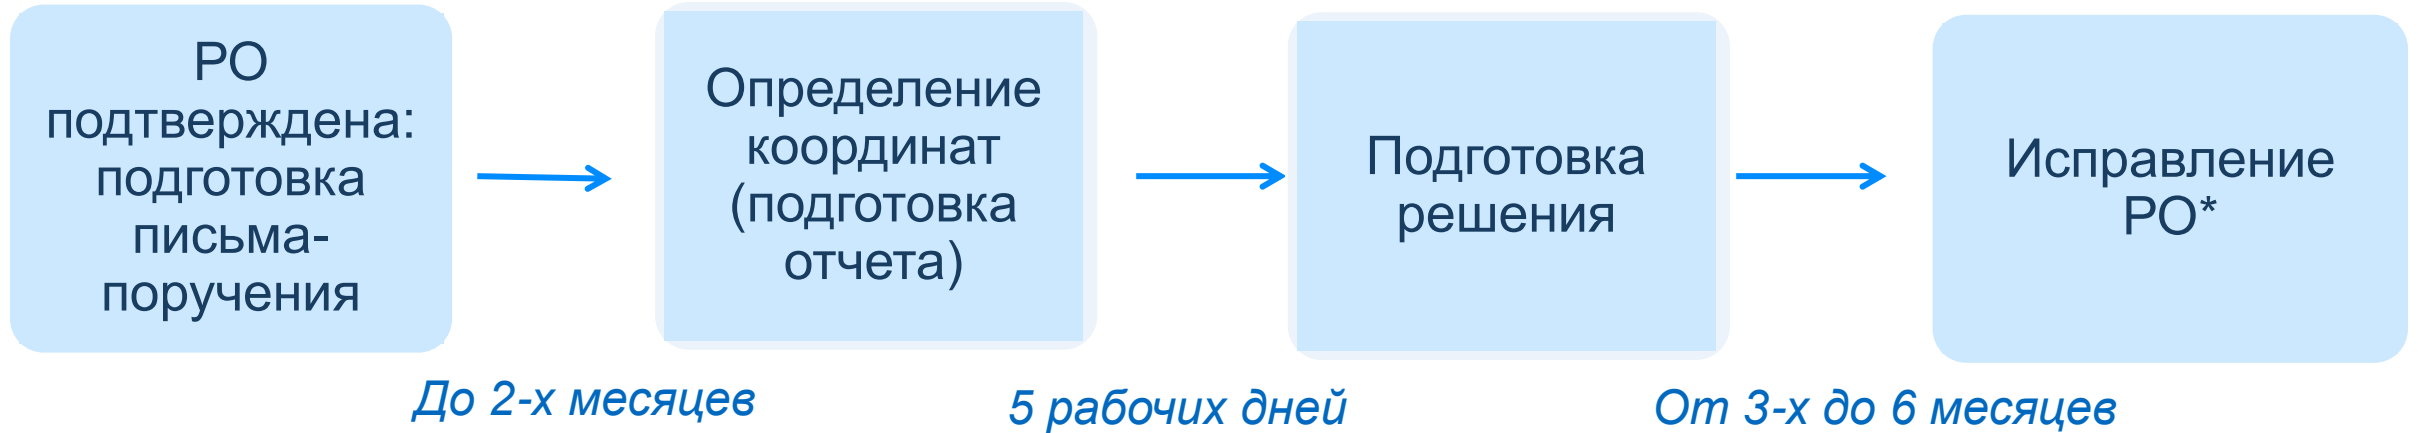 РО
подтверждена:
подготовка
письма-
поручения
Определение
координат
(подготовка
отчета)
Подготовка
решения
Исправление
РО*
До 2-х месяцев
5 рабочих дней
От 3-х до 6 месяцев